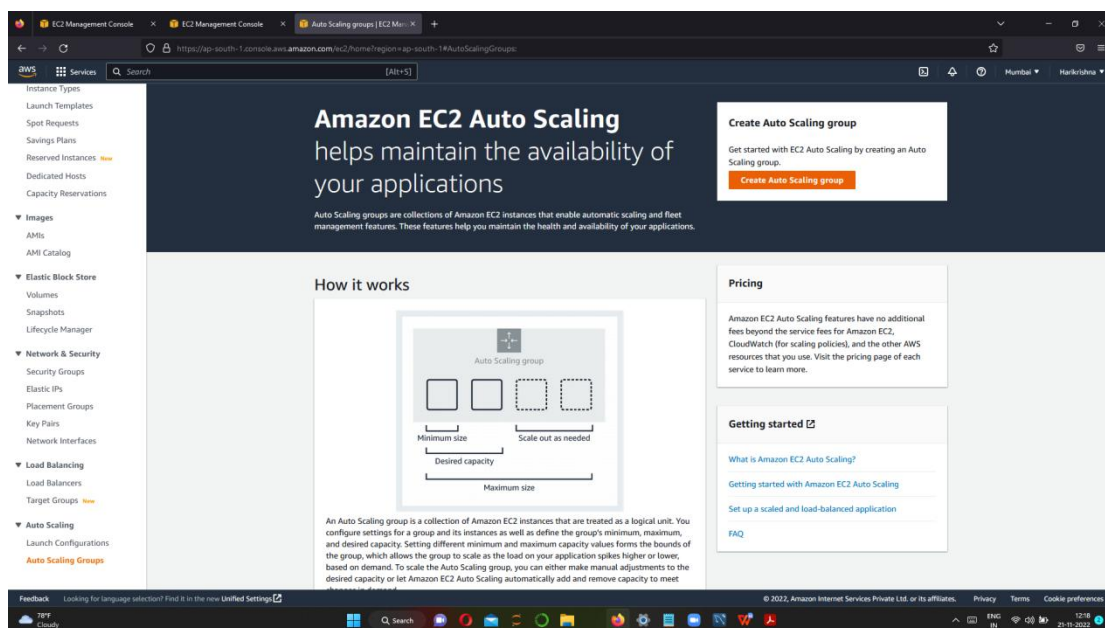 EC2 Management Console
EC2 Management Console
Auto Scaling groups | EC2 Man
https://ap-south-1.console.aws.amazon.com/ec2/home?region=ap-south-1#AutoScalingGroups:
aws
Services
Search
[Alt+S]
Mumbai
Harikrishna
Instance Types
Launch Templates
Spot Requests
Savings Plans
Reserved Instances New
Dedicated Hosts
Capacity Reservations
Images
AMIs
AMI Catalog
Elastic Block Store
Volumes
Snapshots
Lifecycle Manager
Network & Security
Security Groups
Elastic IPs
Placement Groups
Key Pairs
Network Interfaces
Load Balancing
Load Balancers
Target Groups New
Auto Scaling
Launch Configurations
Auto Scaling Groups
Amazon EC2 Auto Scaling
helps maintain the availability of
your applications
Auto Scaling groups are collections of Amazon EC2 instances that enable automatic scaling and fleet
management features. These features help you maintain the health and availability of your applications.
Create Auto Scaling group
Get started with EC2 Auto Scaling by creating an Auto
Scaling group.
Create Auto Scaling group
How it works
Auto Scaling group
Minimum size
Scale out as needed
Desired capacity
Maximum size
An Auto Scaling group is a collection of Amazon EC2 instances that are treated as a logical unit. You
configure settings for a group and its instances as well as define the group's minimum, maximum,
and desired capacity. Setting different minimum and maximum capacity values forms the bounds of
the group, which allows the group to scale as the load on your application spikes higher or lower,
based on demand. To scale the Auto Scaling group, you can either make manual adjustments to the
desired capacity or let Amazon EC2 Auto Scaling automatically add and remove capacity to meet
Pricing
Amazon EC2 Auto Scaling features have no additional
fees beyond the service fees for Amazon EC2,
CloudWatch (for scaling policies), and the other AWS
resources that you use. Visit the pricing page of each
service to learn more.
Getting started
What is Amazon EC2 Auto Scaling?
Getting started with Amazon EC2 Auto Scaling
Set up a scaled and load-balanced application
FAQ
Feedback
Looking for language selection? Find it in the new Unified Settings
© 2022, Amazon Internet Services Private Ltd. or its affiliates.
Privacy
Terms
Cookie preferences
78°F
Cloudy
Search
ENG
IN
12:18
21-11-2022